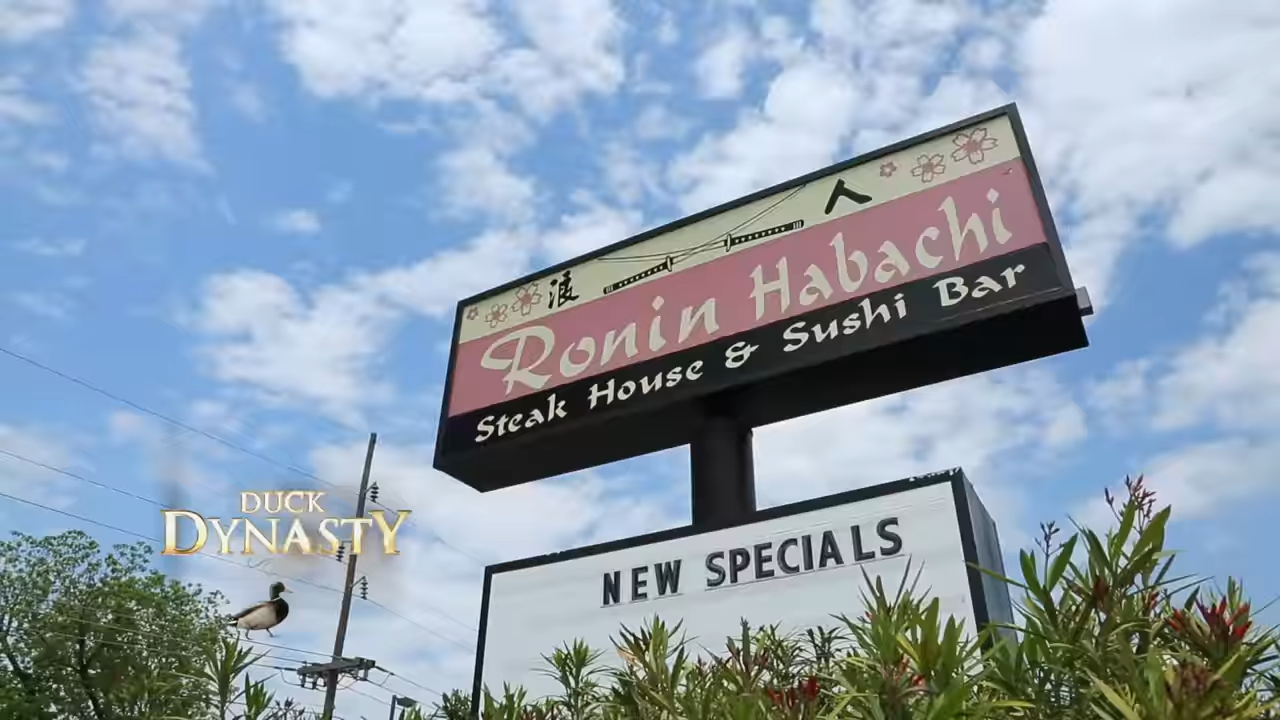 浪 人
Ronin Habachi
Steak House & Sushi Bar
NEW SPECIALS
DUCK
DYNASTY